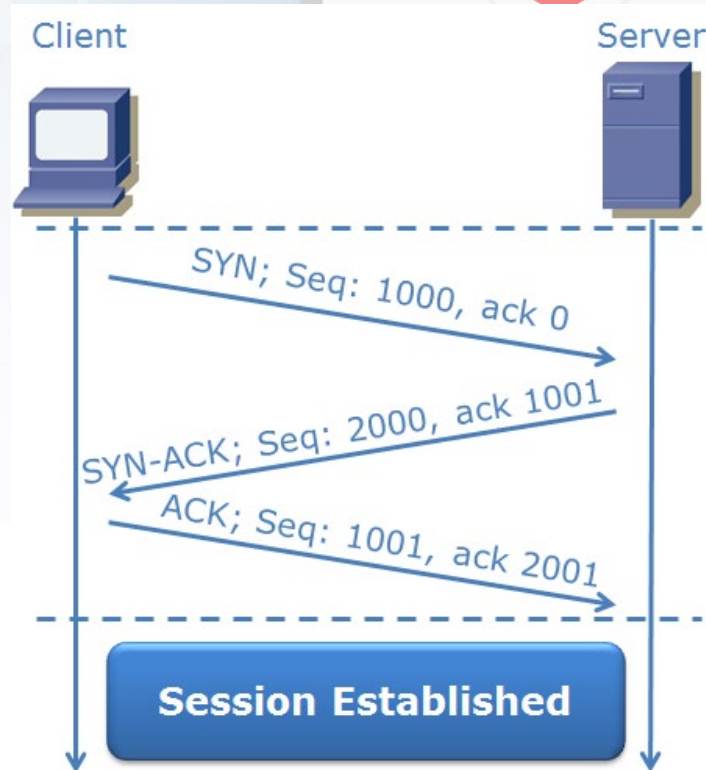 Client
Server
SYN; Seq: 1000, ack 0
SYN-ACK; Seq: 2000, ack 1001
ACK; Seq: 1001, ack 2001
Session Established